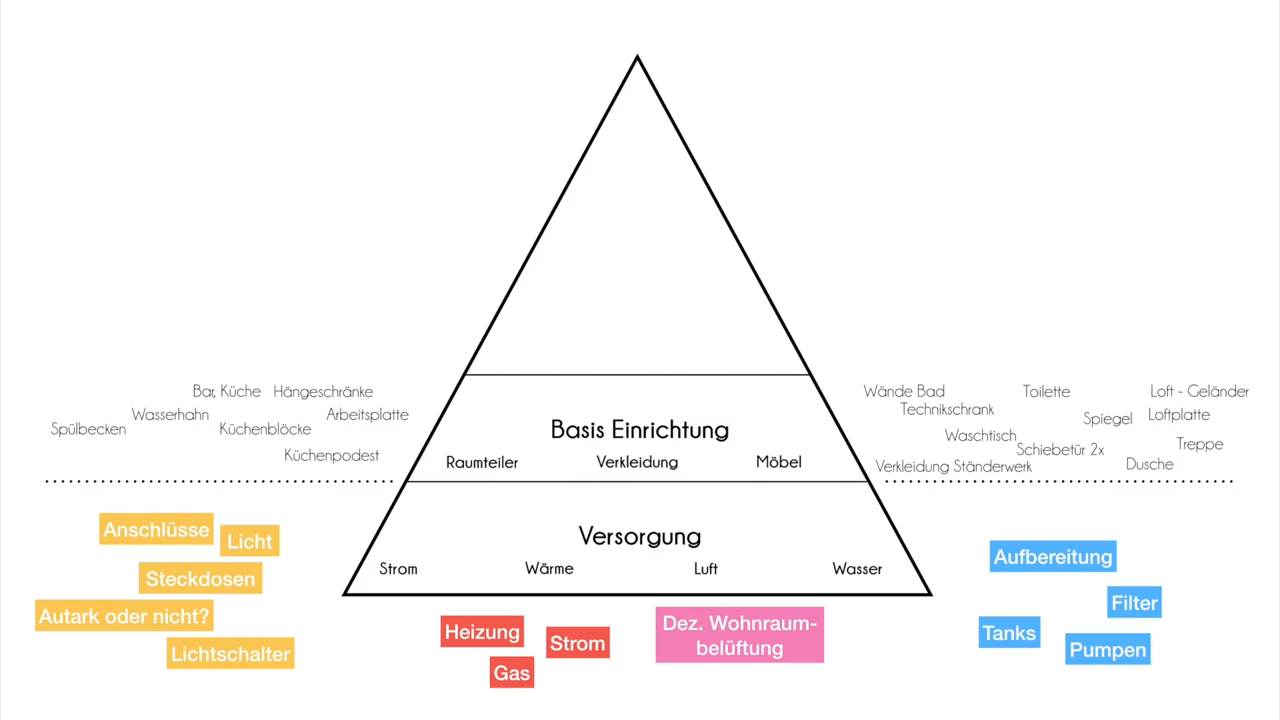 Bar, Küche
Hängeschränke
Wasserhahn
Arbeitsplatte
Spülbecken
Küchenblöcke
Küchenpodest
Basis Einrichtung
Raumteiler
Verkleidung
Möbel
Wände Bad
Toilette
Loft - Geländer
Technikschrank
Spiegel
Loftplatte
Waschtisch
Schiebetür 2x
Treppe
Verkleidung Ständerwerk
Dusche
Versorgung
Strom
Wärme
Luft
Wasser
Anschlüsse
Licht
Steckdosen
Autark oder nicht?
Lichtschalter
Heizung
Strom
Gas
Dez. Wohnraum-
belüftung
Aufbereitung
Filter
Tanks
Pumpen